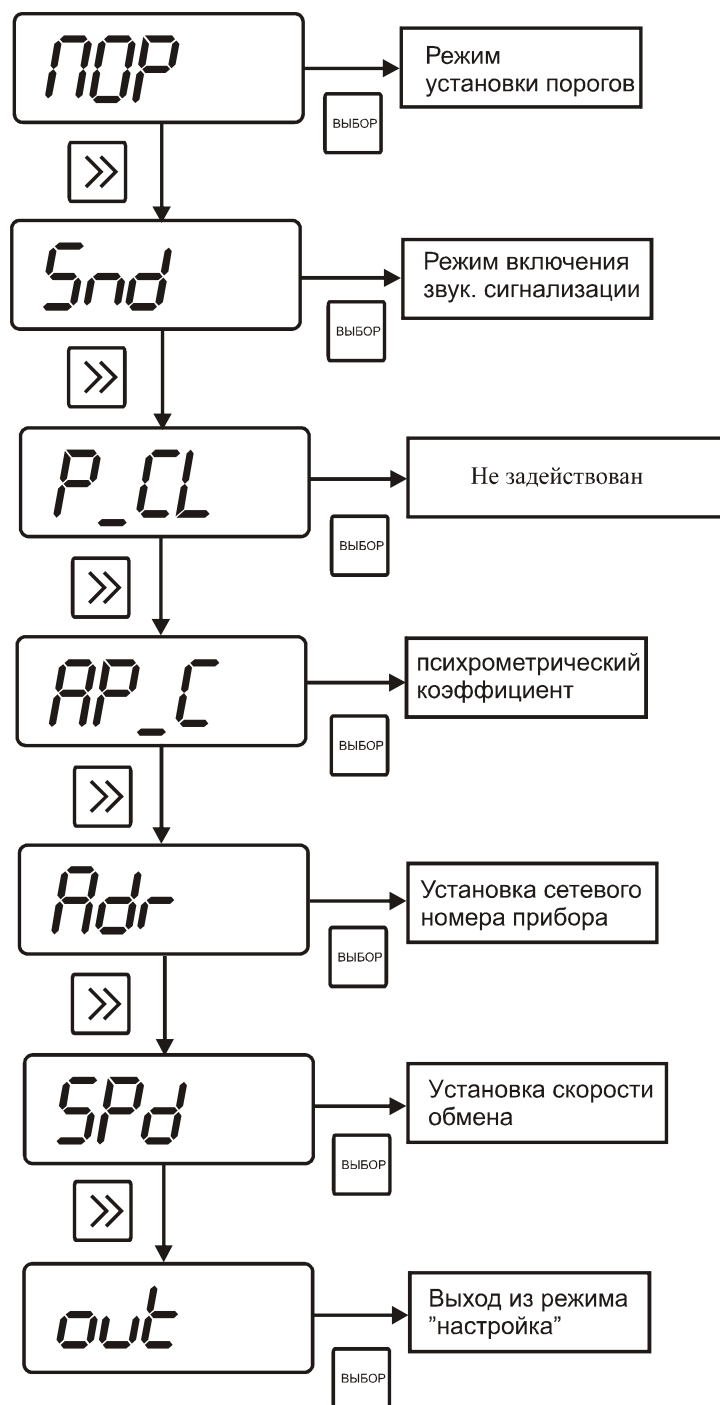 ПОР
Режим
установки порогов
ВЫБОР
>>
Snd
Режим включения
звук. сигнализации
ВЫБОР
>>
P_CL
Не задействован
ВЫБОР
>>
AP_C
психрометрический
коэффициент
ВЫБОР
>>
Adr
Установка сетевого
номера прибора
ВЫБОР
>>
SPd
Установка скорости
обмена
ВЫБОР
>>
out
Выход из режима
”настройка”
ВЫБОР